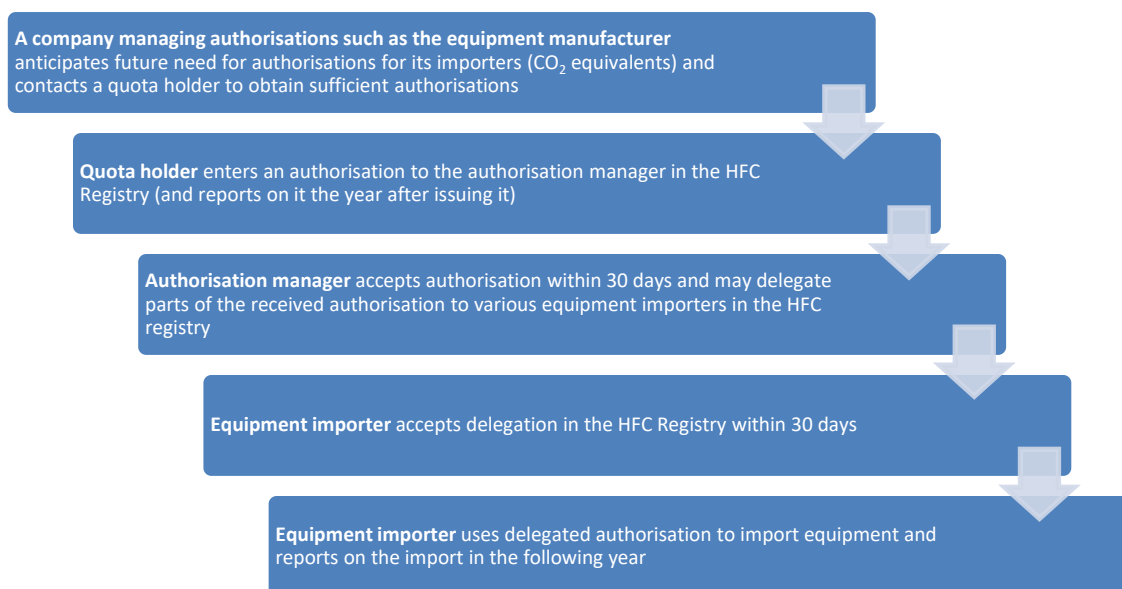 A company managing authorisations such as the equipment manufacturer
anticipates future need for authorisations for its importers (CO₂ equivalents) and
contacts a quota holder to obtain sufficient authorisations
Quota holder enters an authorisation to the authorisation manager in the HFC
Registry (and reports on it the year after issuing it)
Authorisation manager accepts authorisation within 30 days and may delegate
parts of the received authorisation to various equipment importers in the HFC
registry
Equipment importer accepts delegation in the HFC Registry within 30 days
Equipment importer uses delegated authorisation to import equipment and
reports on the import in the following year